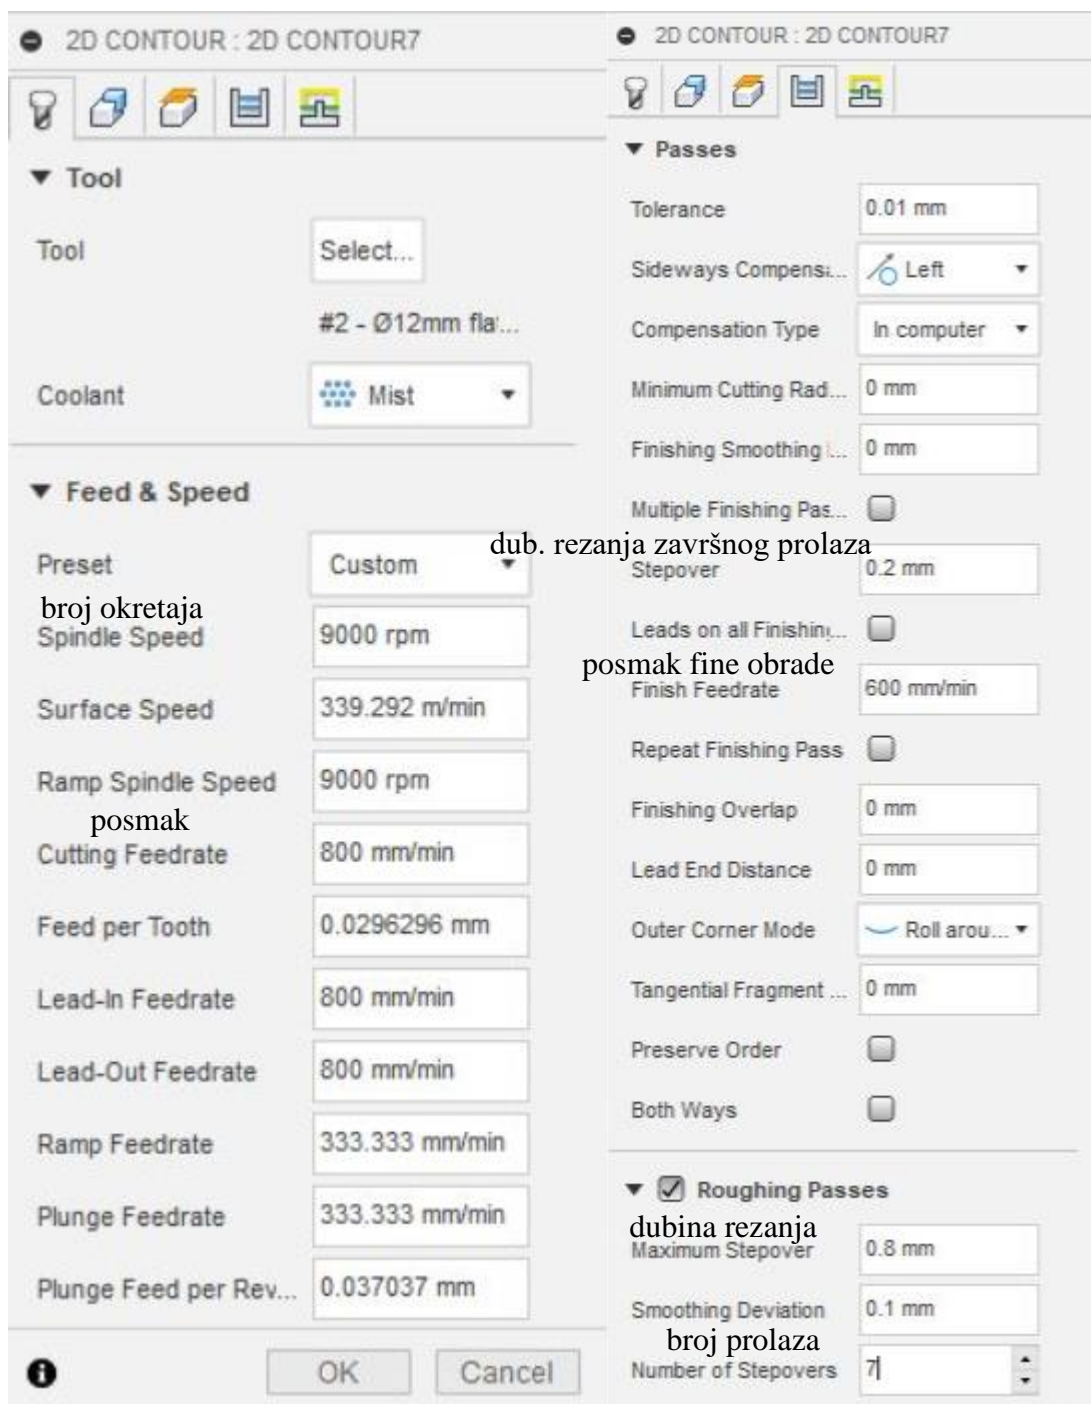 2D CONTOUR : 2D CONTOUR7
Tool
Tool Select...
#2 - Ø12mm fla...
Coolant Mist
Feed & Speed
Preset Custom
broj okretaja
Spindle Speed 9000 rpm
Surface Speed 339.292 m/min
Ramp Spindle Speed 9000 rpm
posmak
Cutting Feedrate 800 mm/min
Feed per Tooth 0.0296296 mm
Lead-In Feedrate 800 mm/min
Lead-Out Feedrate 800 mm/min
Ramp Feedrate 333.333 mm/min
Plunge Feedrate 333.333 mm/min
Plunge Feed per Rev... 0.037037 mm
OK Cancel
2D CONTOUR : 2D CONTOUR7
Passes
Tolerance 0.01 mm
Sideways Compensa... Left
Compensation Type In computer
Minimum Cutting Rad... 0 mm
Finishing Smoothing ... 0 mm
Multiple Finishing Pas...
dub. rezanja završnog prolaza
Stepover 0.2 mm
Leads on all Finishin...
posmak fine obrade
Finish Feedrate 600 mm/min
Repeat Finishing Pass
Finishing Overlap 0 mm
Lead End Distance 0 mm
Outer Corner Mode Roll arou...
Tangential Fragment ... 0 mm
Preserve Order
Both Ways
Roughing Passes
dubina rezanja
Maximum Stepover 0.8 mm
Smoothing Deviation 0.1 mm
broj prolaza
Number of Stepovers 7